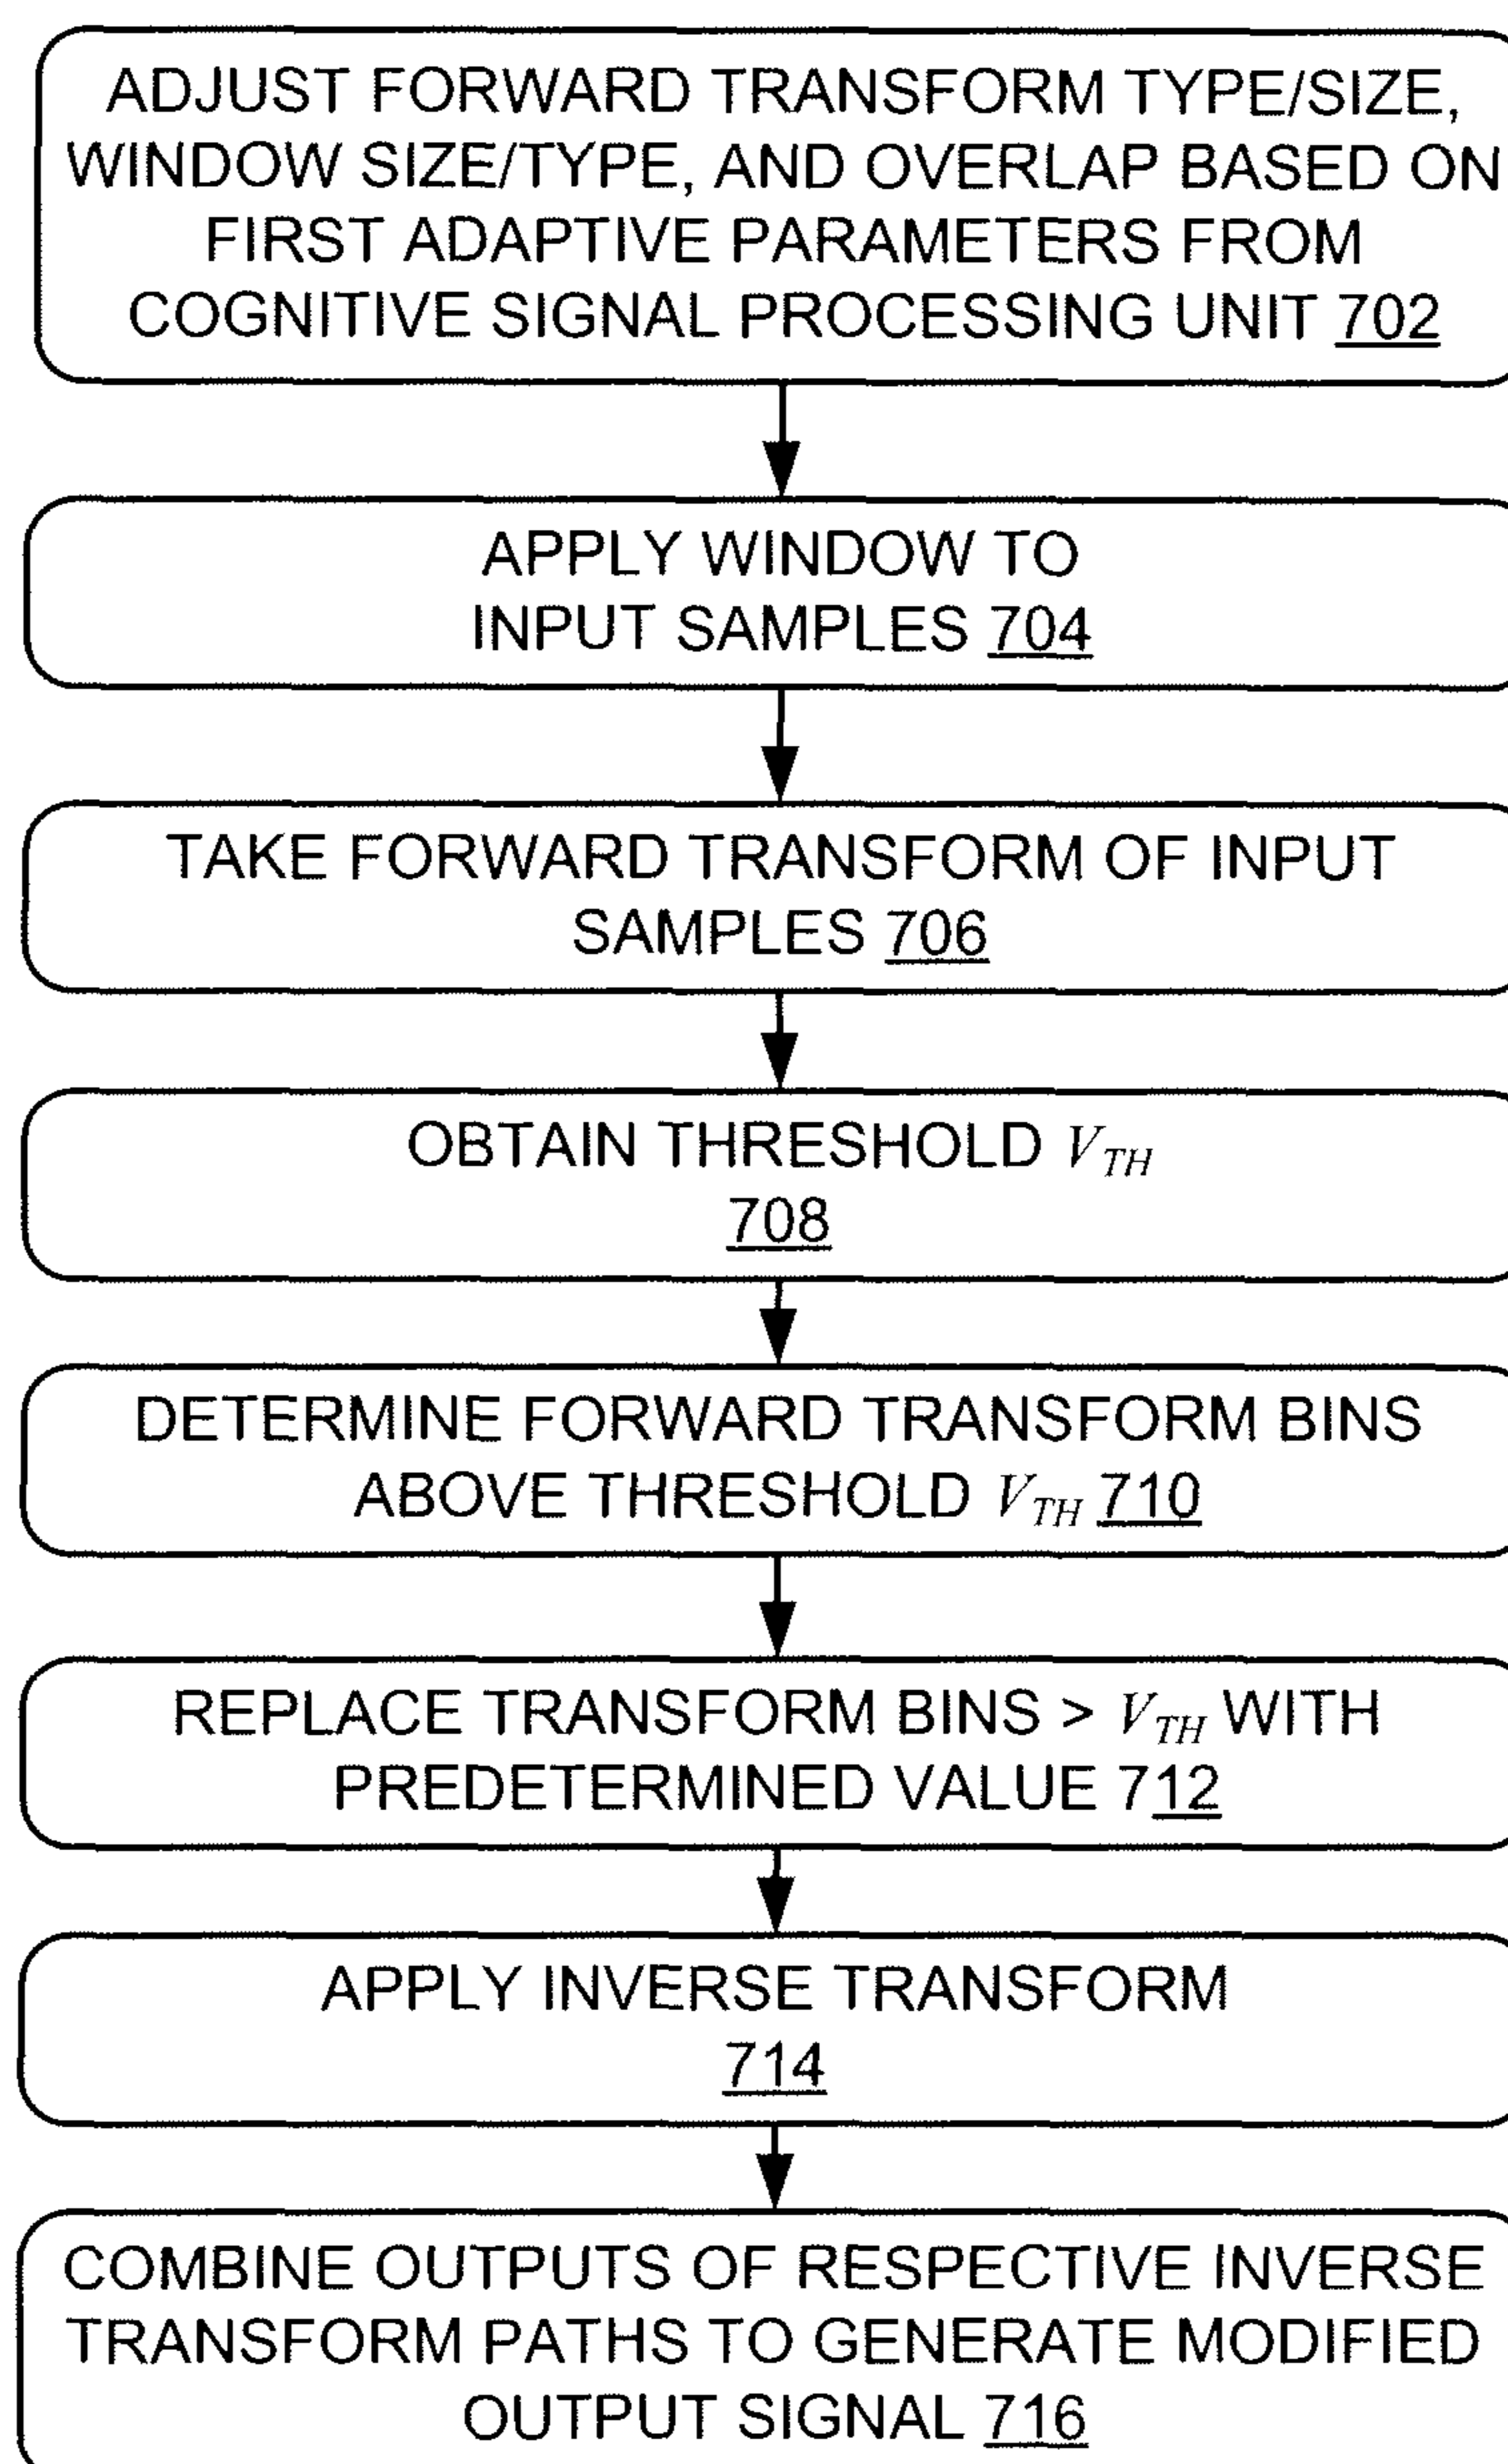 ADJUST FORWARD TRANSFORM TYPE/SIZE,
WINDOW SIZE/TYPE, AND OVERLAP BASED ON
FIRST ADAPTIVE PARAMETERS FROM
COGNITIVE SIGNAL PROCESSING UNIT 702
APPLY WINDOW TO
INPUT SAMPLES 704
TAKE FORWARD TRANSFORM OF INPUT
SAMPLES 706
OBTAIN THRESHOLD V_TH
708
DETERMINE FORWARD TRANSFORM BINS
ABOVE THRESHOLD V_TH 710
REPLACE TRANSFORM BINS > V_TH WITH
PREDETERMINED VALUE 712
APPLY INVERSE TRANSFORM
714
COMBINE OUTPUTS OF RESPECTIVE INVERSE
TRANSFORM PATHS TO GENERATE MODIFIED
OUTPUT SIGNAL 716